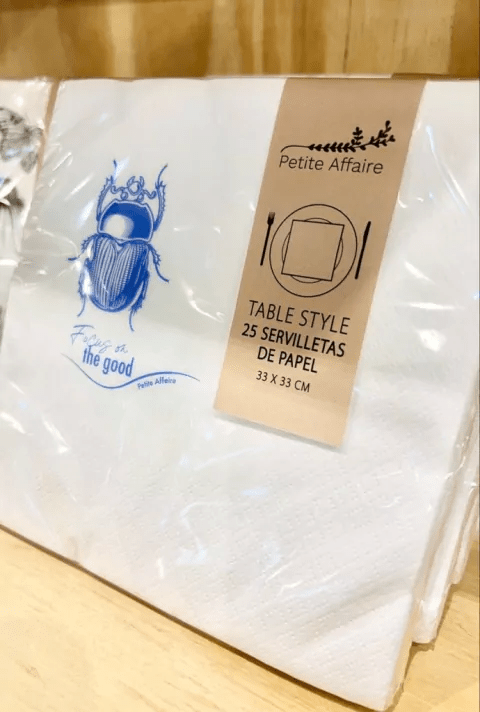 Petite Affaire
TABLE STYLE
25 SERVILLETAS
DE PAPEL
33 X 33 CM
Focus on
the good
Petite Affaire